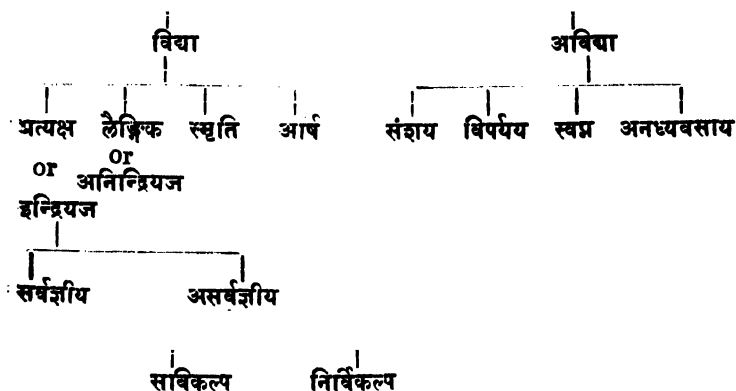 विद्या अविद्या
प्रत्यक्ष लैङ्गिक स्मृति आर्ष संशय विपर्यय स्वप्न अनध्यवसाय
or or
अनिन्द्रियज
इन्द्रियज
सर्वज्ञीय असर्वज्ञीय
सविकल्प निर्विकल्प